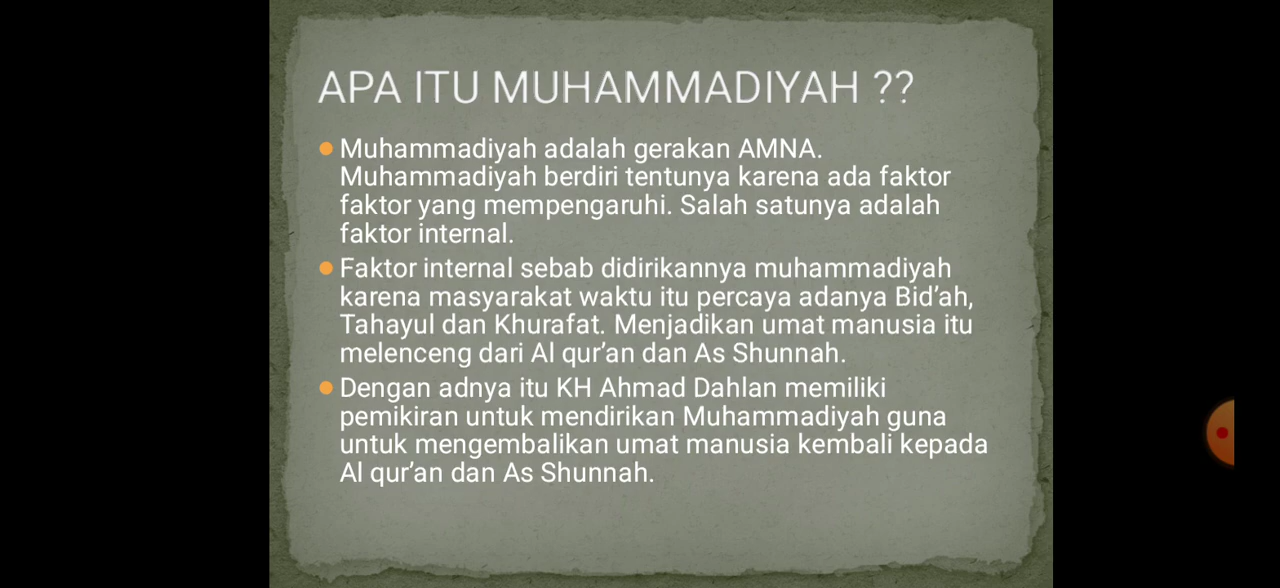 APA ITU MUHAMMADIYAH ??
Muhammadiyah adalah gerakan AMNA.
Muhammadiyah berdiri tentunya karena ada faktor
faktor yang mempengaruhi. Salah satunya adalah
faktor internal.
Faktor internal sebab didirikannya muhammadiyah
karena masyarakat waktu itu percaya adanya Bid’ah,
Tahayul dan Khurafat. Menjadikan umat manusia itu
melenceng dari Al qur’an dan As Shunnah.
Dengan adnya itu KH Ahmad Dahlan memiliki
pemikiran untuk mendirikan Muhammadiyah guna
untuk mengembalikan umat manusia kembali kepada
Al qur’an dan As Shunnah.